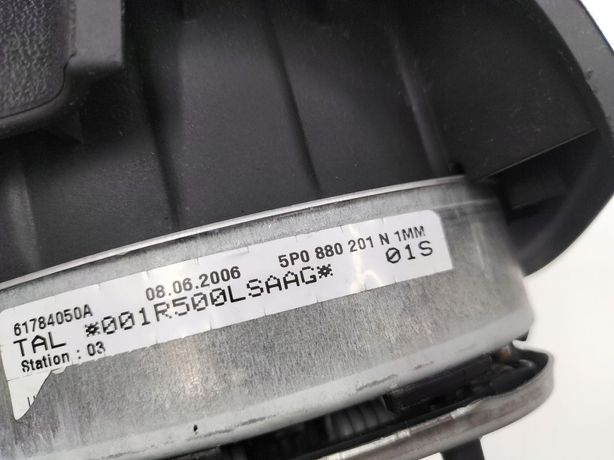 61784050A 08.06.2006 5P0 880 201 N 1MM
TAL *001R500LSAAG* 01S
Station : 03